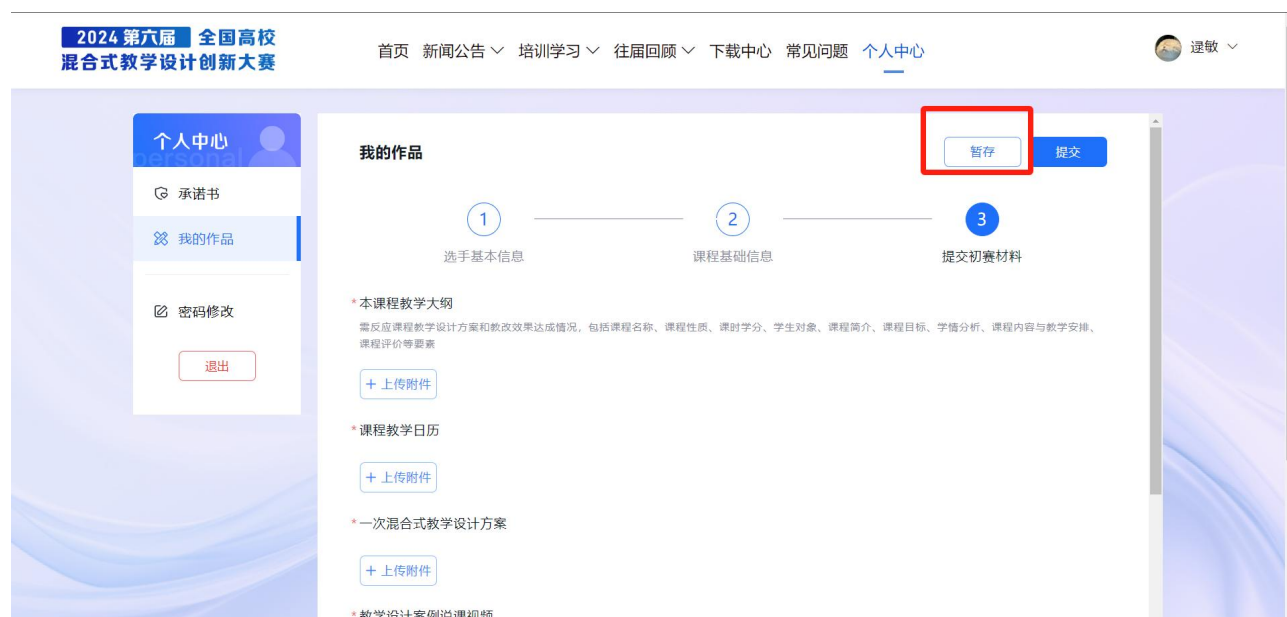 2024 第六届 全国高校
混合式教学设计创新大赛
首页 新闻公告 培训学习 往届回顾 下载中心 常见问题 个人中心
逯敏
个人中心
personal
承诺书
我的作品
密码修改
退出
我的作品
暂存 提交
1 2 3
选手基本信息 课程基础信息 提交初赛材料
*本课程教学大纲
需反应课程教学设计方案和教改效果达成情况，包括课程名称、课程性质、课时学分、学生对象、课程简介、课程目标、学情分析、课程内容与教学安排、
课程评价等要素
+ 上传附件
*课程教学日历
+ 上传附件
*一次混合式教学设计方案
+ 上传附件
*教学设计案例说课视频